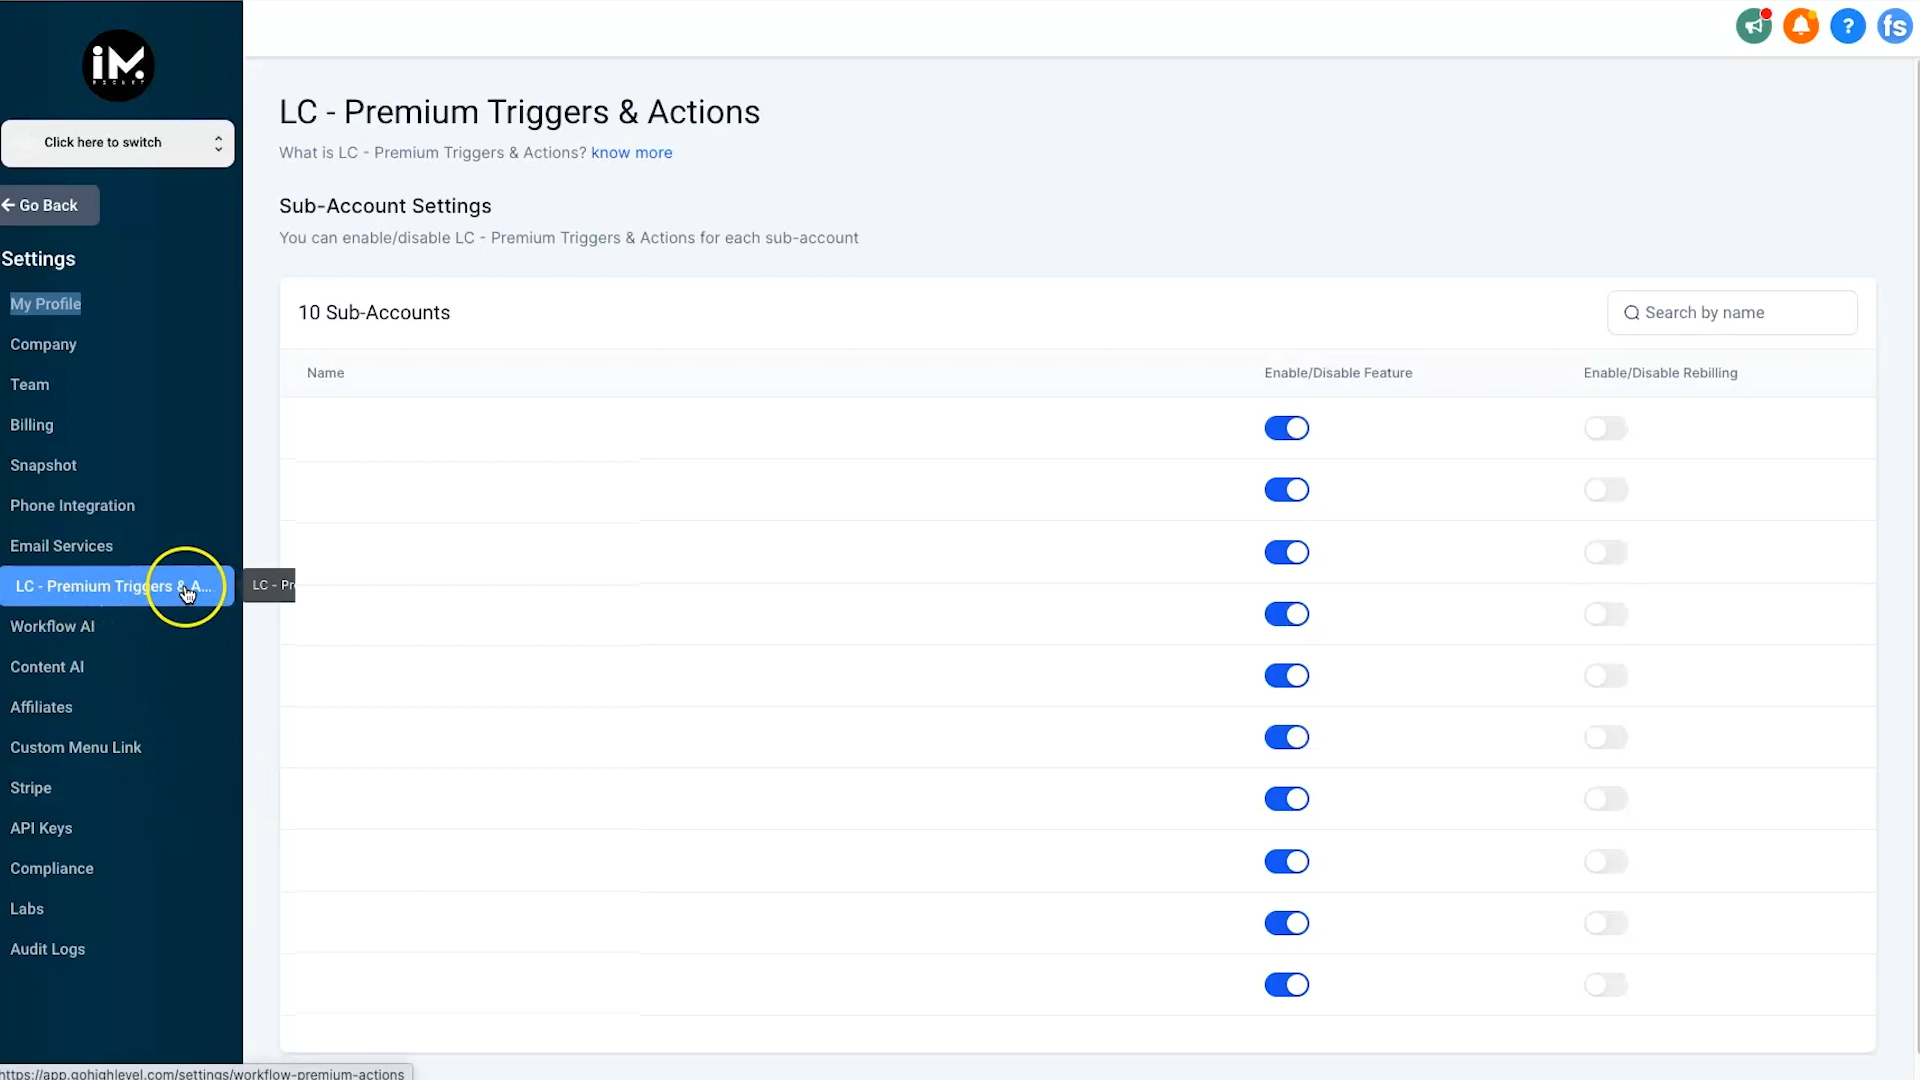 iM.
ROCKET
fs
Click here to switch
Go Back
Settings
My Profile
Company
Team
Billing
Snapshot
Phone Integration
Email Services
LC - Premium Triggers & A...
Workflow AI
Content AI
Affiliates
Custom Menu Link
Stripe
API Keys
Compliance
Labs
Audit Logs
LC - Pre
LC - Premium Triggers & Actions
What is LC - Premium Triggers & Actions? know more
Sub-Account Settings
You can enable/disable LC - Premium Triggers & Actions for each sub-account
10 Sub-Accounts
Search by name
Name Enable/Disable Feature Enable/Disable Rebilling
https://app.gohighlevel.com/settings/workflow-premium-actions